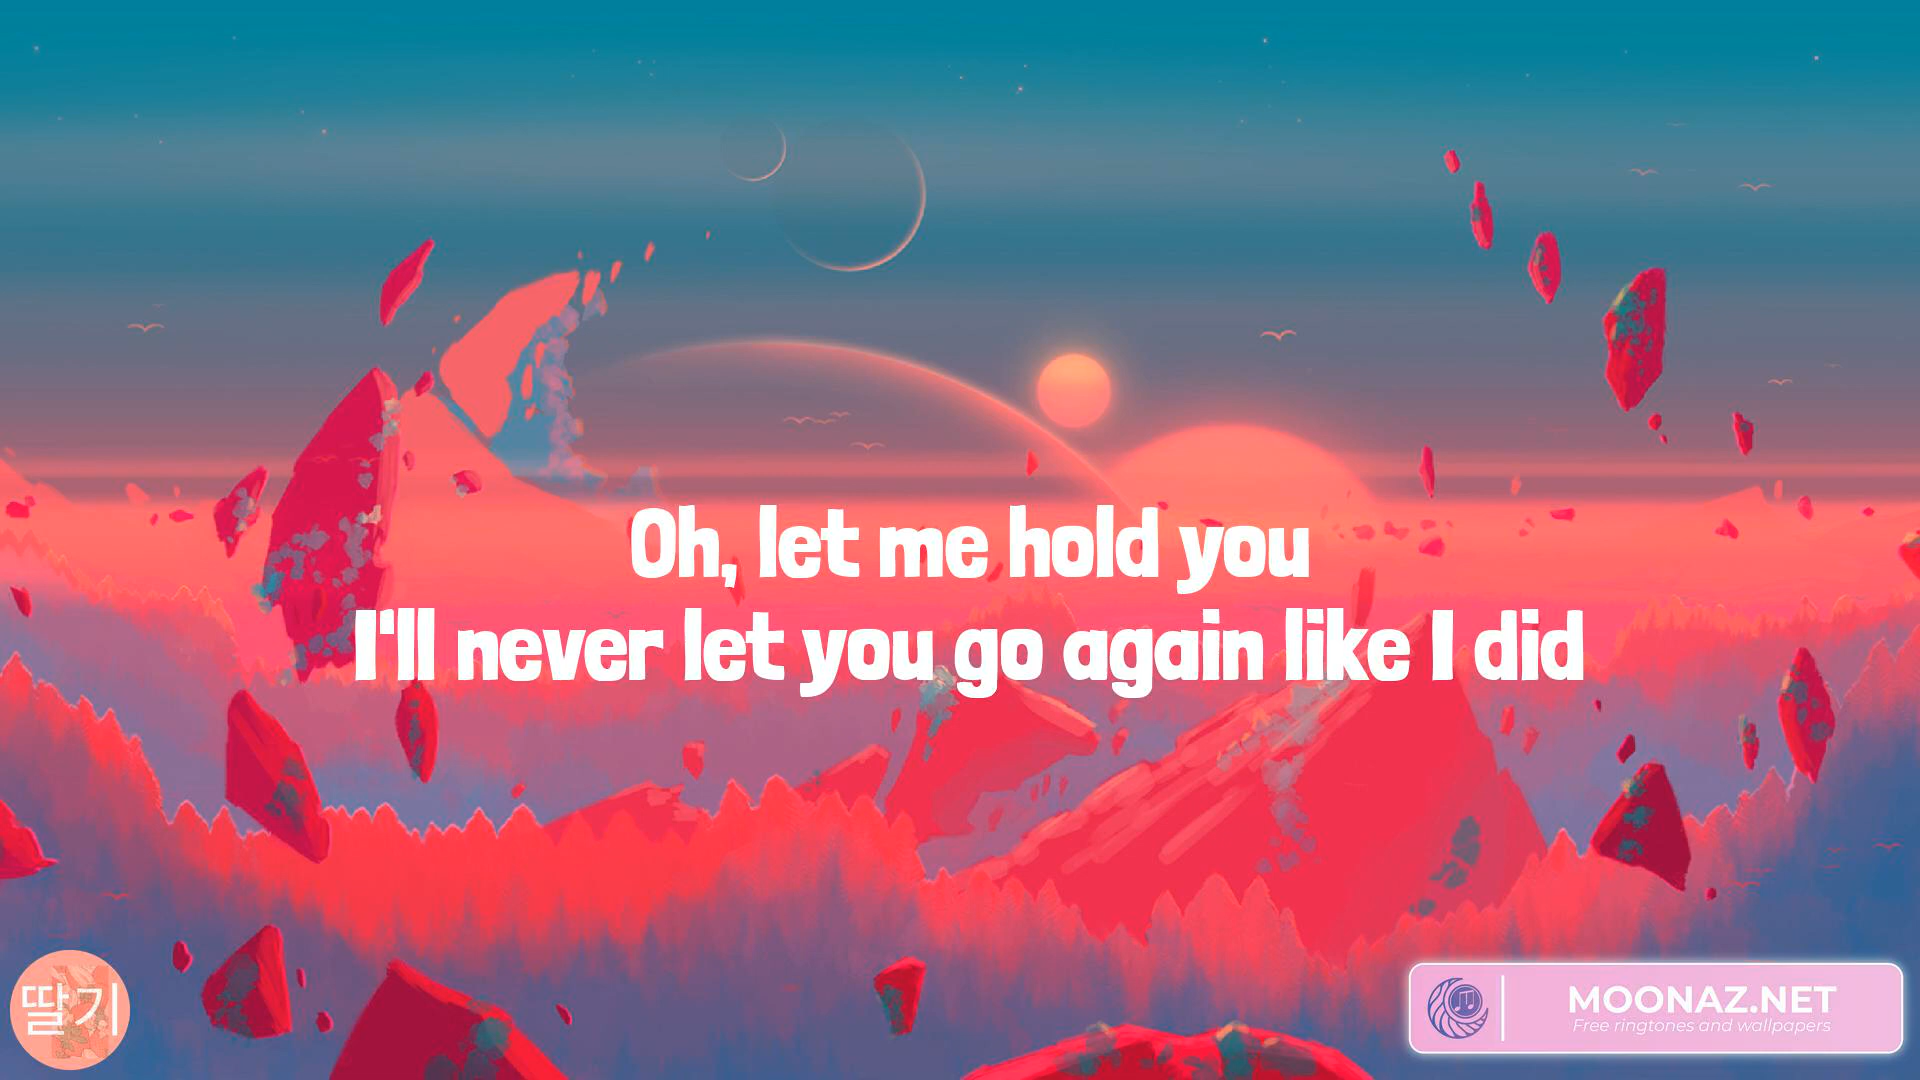 Oh, let me hold you
I'll never let you go again like I did
딸기
MOONAZ.NET
Free ringtones and wallpapers